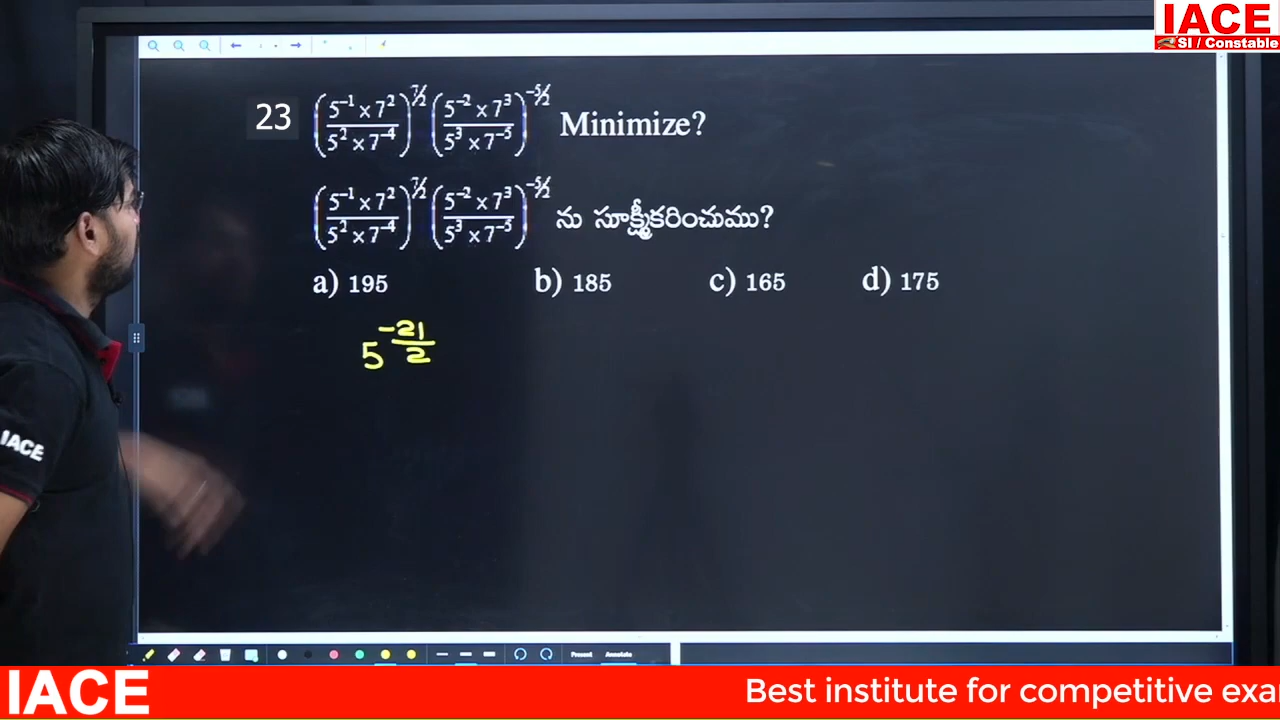 IACE
SI / Constable
23 (5⁻¹ × 7² / 5² × 7⁻⁴)^7/2 (5⁻² × 7³ / 5³ × 7⁻⁵)^-5/2 Minimize?
(5⁻¹ × 7² / 5² × 7⁻⁴)^7/2 (5⁻² × 7³ / 5³ × 7⁻⁵)^-5/2 ను సూక్ష్మీకరించుము?
a) 195 b) 185 c) 165 d) 175
5^-21/2
IACE
Present Annotate
IACE Best institute for competitive exa